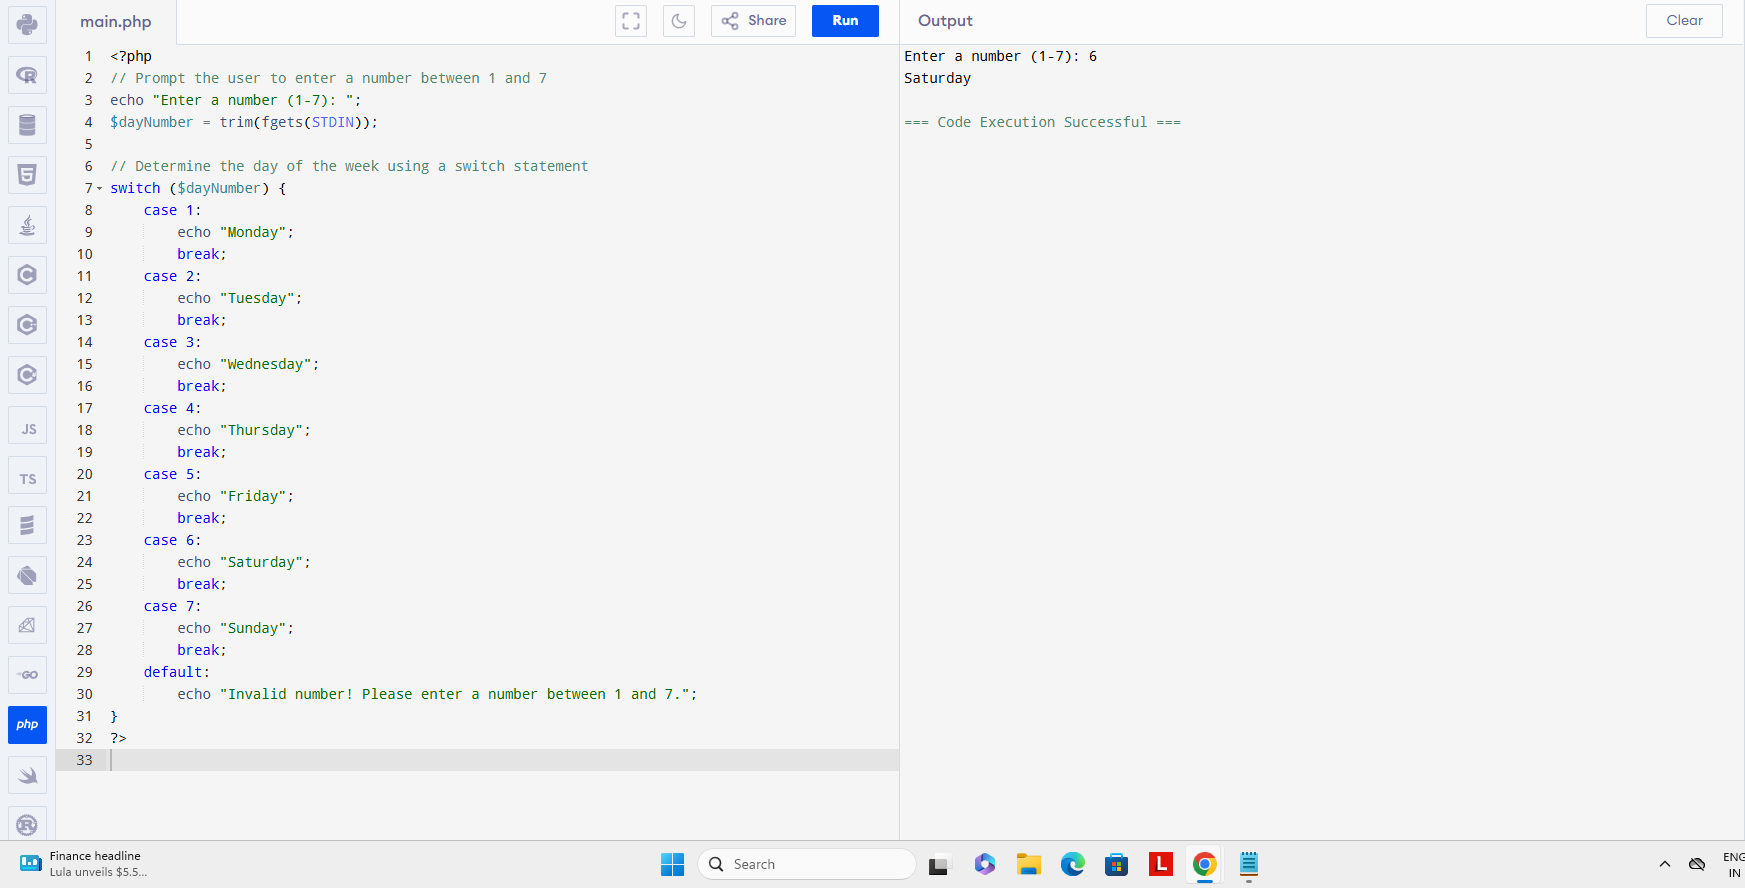 main.php
Share
Run
Output
Clear
1 <?php
2 // Prompt the user to enter a number between 1 and 7
3 echo "Enter a number (1-7): ";
4 $dayNumber = trim(fgets(STDIN));
5
6 // Determine the day of the week using a switch statement
7 switch ($dayNumber) {
8 case 1:
9 echo "Monday";
10 break;
11 case 2:
12 echo "Tuesday";
13 break;
14 case 3:
15 echo "Wednesday";
16 break;
17 case 4:
18 echo "Thursday";
19 break;
20 case 5:
21 echo "Friday";
22 break;
23 case 6:
24 echo "Saturday";
25 break;
26 case 7:
27 echo "Sunday";
28 break;
29 default:
30 echo "Invalid number! Please enter a number between 1 and 7.";
31 }
32 ?>
33
Enter a number (1-7): 6
Saturday
=== Code Execution Successful ===
JS
TS
GO
php
Finance headline
Lula unveils $5.5...
Search
L
ENG
IN